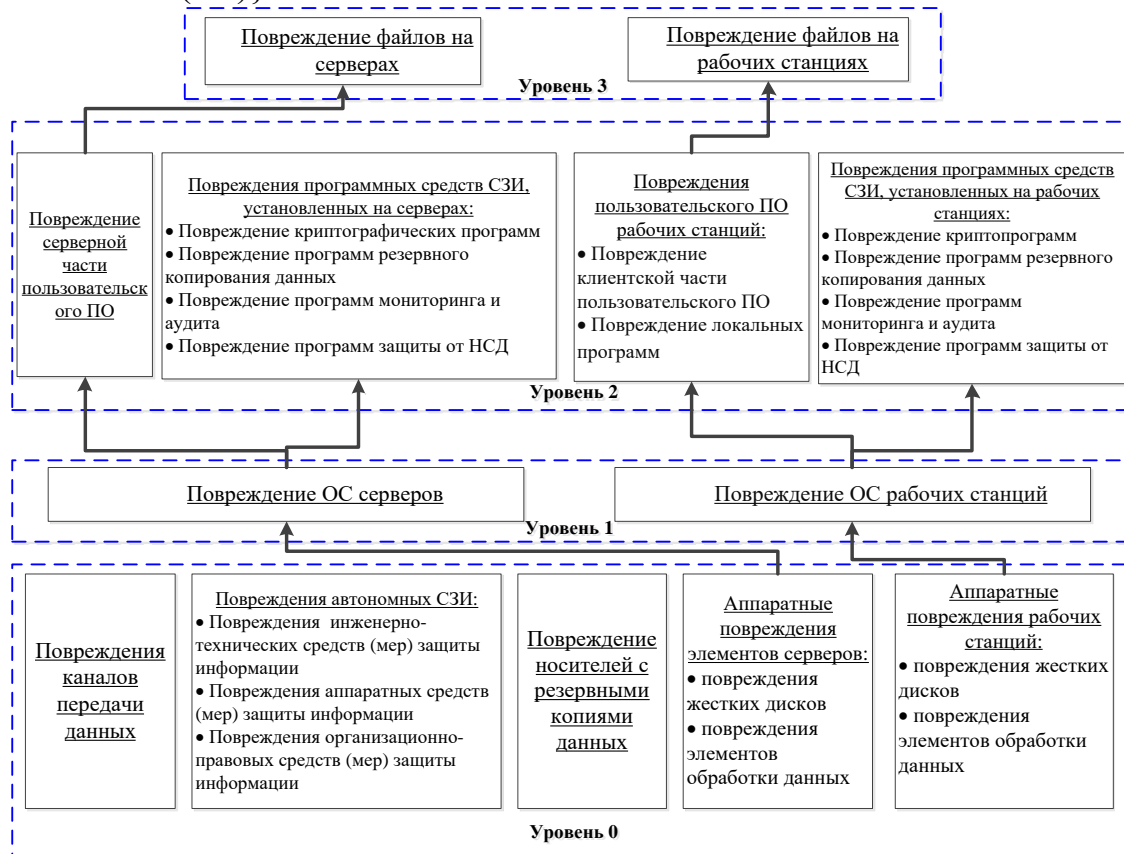 Повреждение файлов на
серверах
Повреждение файлов на
рабочих станциях
Уровень 3
Повреждение
серверной
части
пользовательск
ого ПО
Повреждения программных средств СЗИ,
установленных на серверах:
• Повреждение криптографических программ
• Повреждение программ резервного
копирования данных
• Повреждение программ мониторинга и
аудита
• Повреждение программ защиты от НСД
Повреждения
пользовательского ПО
рабочих станций:
• Повреждение
клиентской части
пользовательского ПО
• Повреждение локальных
программ
Повреждения программных средств
СЗИ, установленных на рабочих
станциях:
• Повреждение криптопрограмм
• Повреждение программ резервного
копирования данных
• Повреждение программ
мониторинга и аудита
• Повреждение программ защиты от
НСД
Уровень 2
Повреждение ОС серверов
Повреждение ОС рабочих станций
Уровень 1
Повреждения
каналов
передачи
данных
Повреждения автономных СЗИ:
• Повреждения инженерно-
технических средств (мер) защиты
информации
• Повреждения аппаратных средств
(мер) защиты информации
• Повреждения организационно-
правовых средств (мер) защиты
информации
Повреждение
носителей с
резервными
копиями
данных
Аппаратные
повреждения
элементов серверов:
• повреждения
жестких дисков
• повреждения
элементов
обработки данных
Аппаратные
повреждения рабочих
станций:
• повреждения жестких
дисков
• повреждения
элементов обработки
данных
Уровень 0